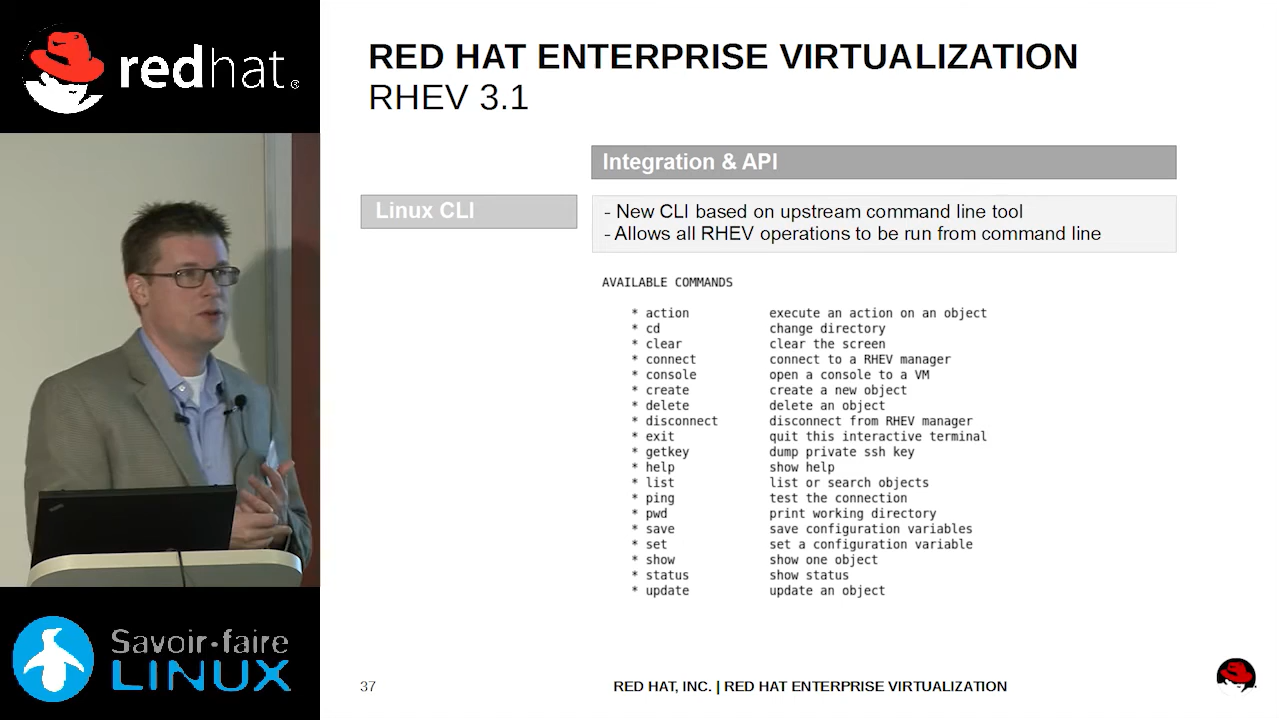 redhat®
RED HAT ENTERPRISE VIRTUALIZATION
RHEV 3.1
Integration & API
Linux CLI
- New CLI based on upstream command line tool
- Allows all RHEV operations to be run from command line
AVAILABLE COMMANDS
* action execute an action on an object
* cd change directory
* clear clear the screen
* connect connect to a RHEV manager
* console open a console to a VM
* create create a new object
* delete delete an object
* disconnect disconnect from RHEV manager
* exit quit this interactive terminal
* getkey dump private ssh key
* help show help
* list list or search objects
* ping test the connection
* pwd print working directory
* save save configuration variables
* set set a configuration variable
* show show one object
* status show status
* update update an object
Savoir-faire
LINUX
37
RED HAT, INC. | RED HAT ENTERPRISE VIRTUALIZATION